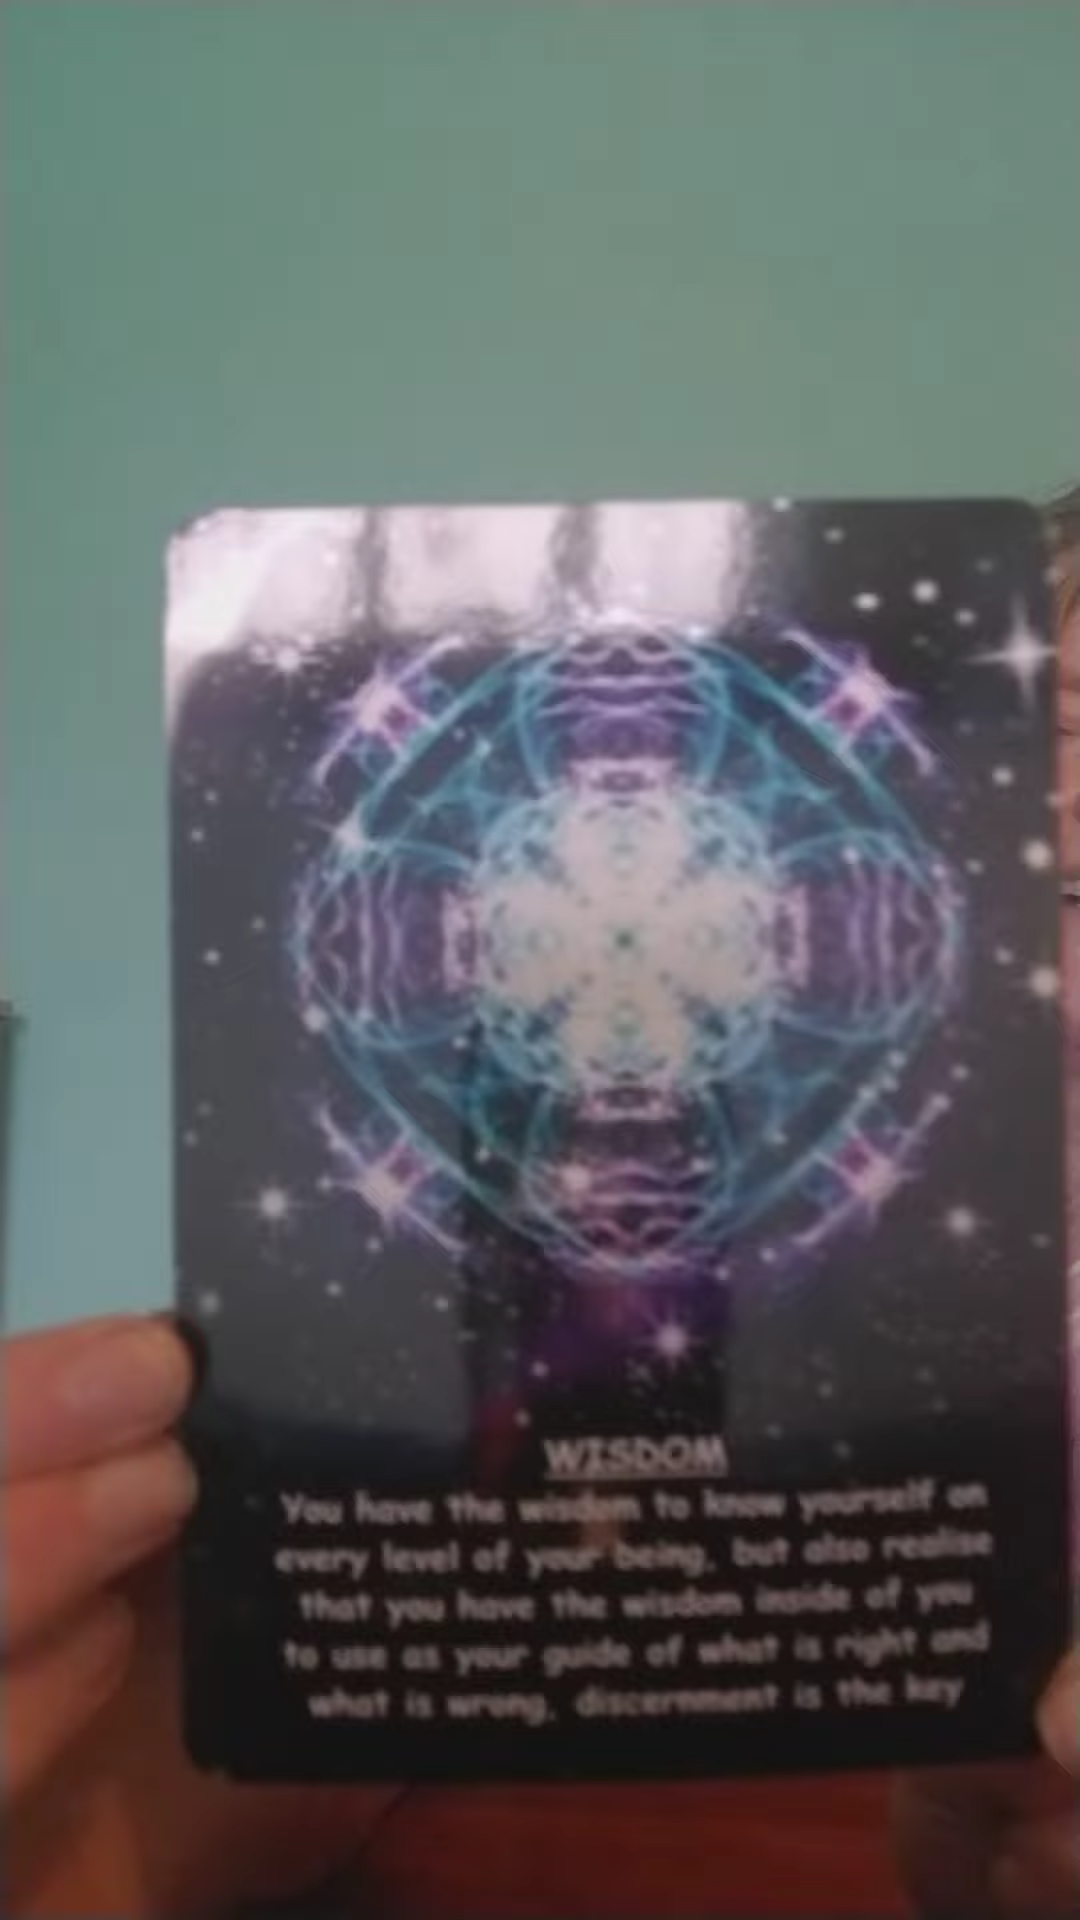 WISDOM
You have the wisdom to know yourself on
every level of your being, but also realise
that you have the wisdom inside of you
to use as your guide of what is right and
what is wrong, discernment is the key